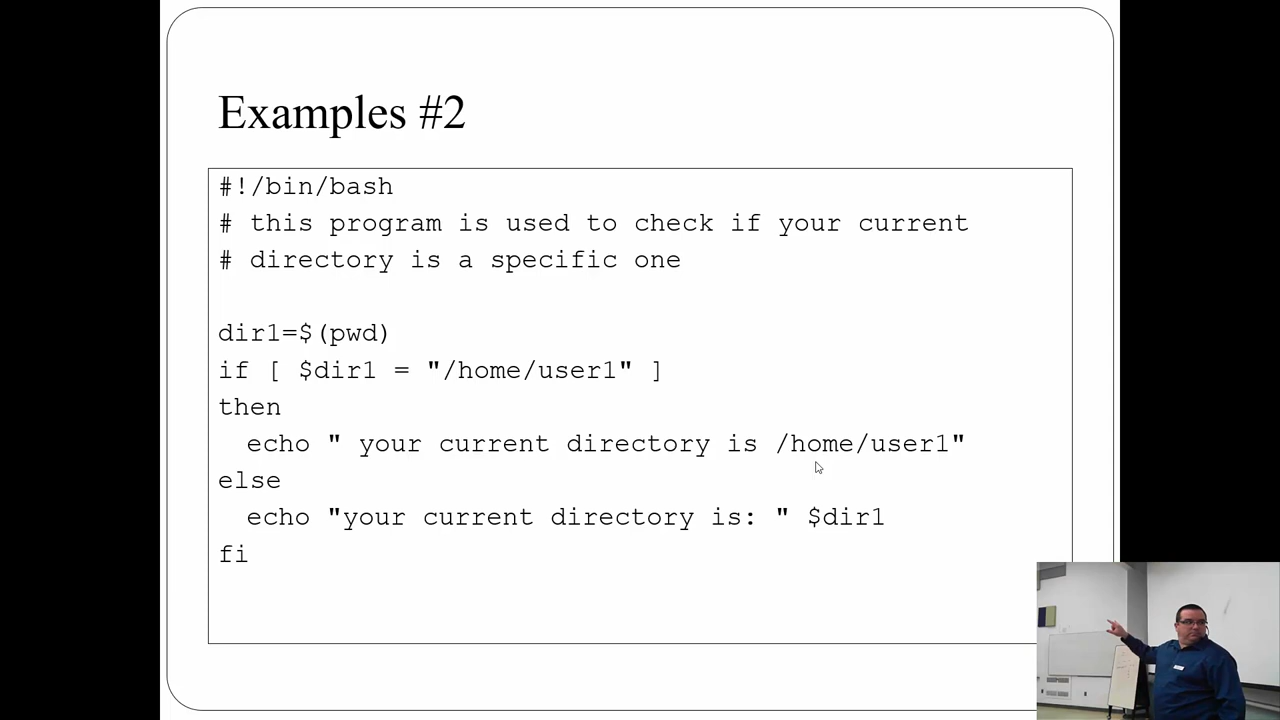 Examples #2
#!/bin/bash
# this program is used to check if your current
# directory is a specific one
dir1=$(pwd)
if [ $dir1 = "/home/user1" ]
then
echo " your current directory is /home/user1"
else
echo "your current directory is: " $dir1
fi